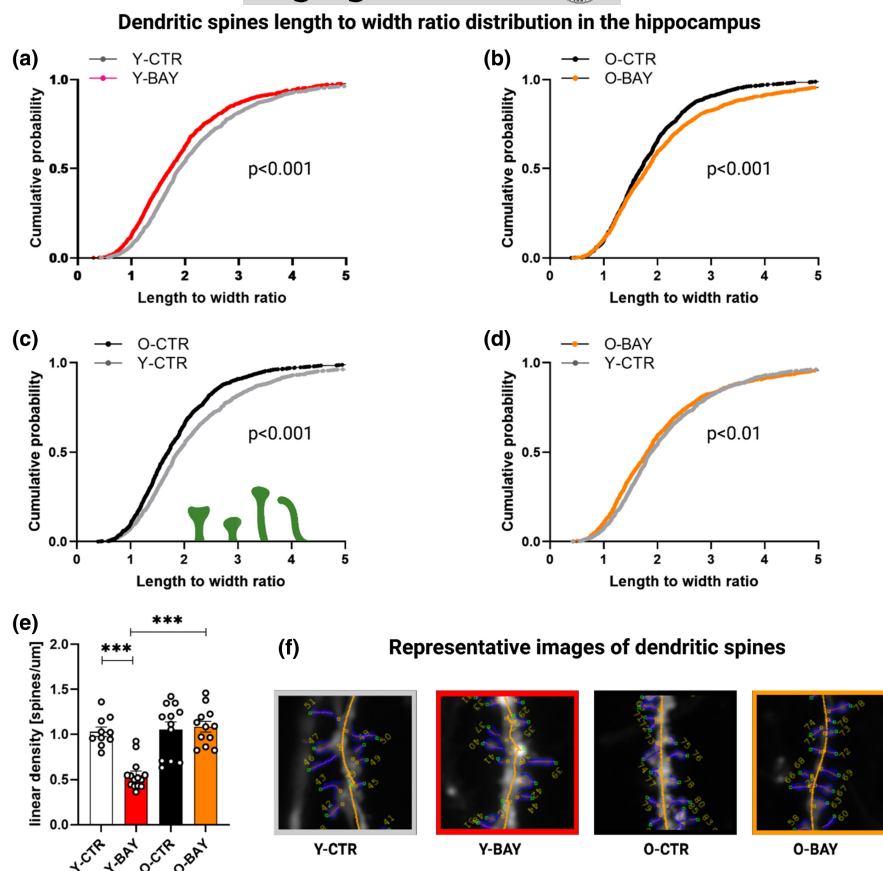 Dendritic spines length to width ratio distribution in the hippocampus
(a)
Y-CTR
Y-BAY
Cumulative probability
1.0
0.5
0.0
p<0.001
0 1 2 3 4 5
Length to width ratio
(b)
O-CTR
O-BAY
Cumulative probability
1.0
0.5
0.0
p<0.001
0 1 2 3 4 5
Length to width ratio
(c)
O-CTR
Y-CTR
Cumulative probability
1.0
0.5
0.0
p<0.001
0 1 2 3 4 5
Length to width ratio
(d)
O-BAY
Y-CTR
Cumulative probability
1.0
0.5
0.0
p<0.01
0 1 2 3 4 5
Length to width ratio
(e)
linear density [spines/um]
2.0
1.5
1.0
0.5
0.0
***
***
Y-CTR
Y-BAY
O-CTR
O-BAY
(f)
Representative images of dendritic spines
Y-CTR
Y-BAY
O-CTR
O-BAY